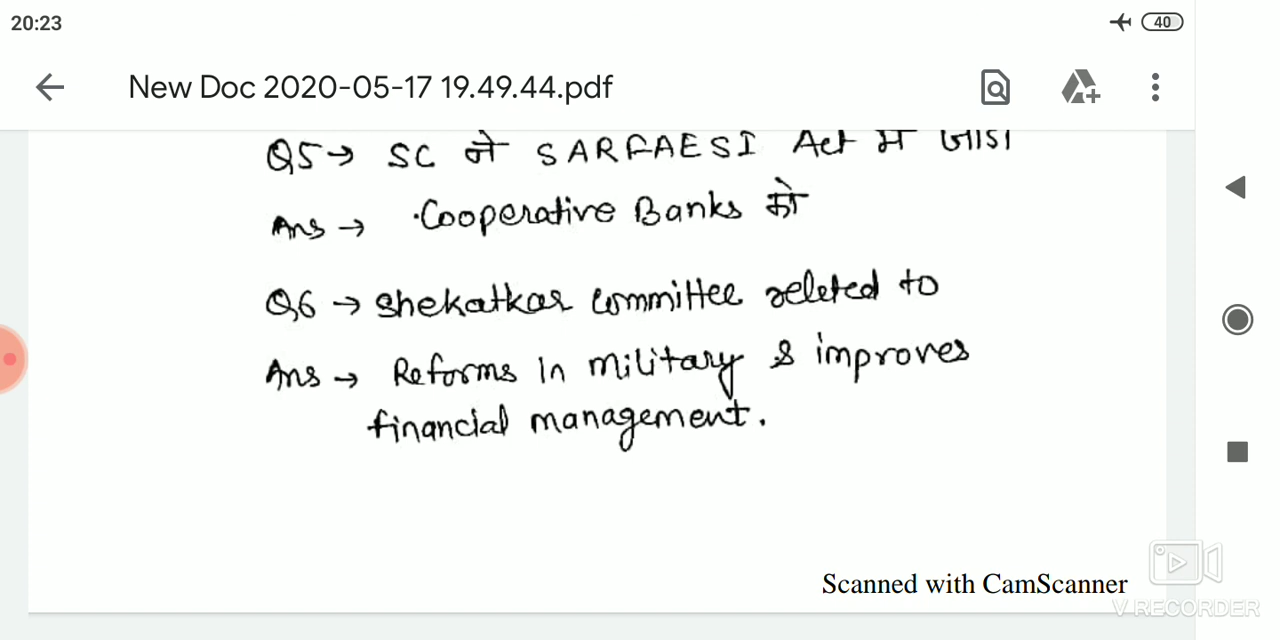 20:23
40
New Doc 2020-05-17 19.49.44.pdf
Q5→ SC ने SARFAESI Act में जोड़ा
Ans → ·Cooperative Banks को
Q6 → Shekatkar committee releted to
Ans → Reforms in military & improves
financial management.
Scanned with CamScanner
V RECORDER